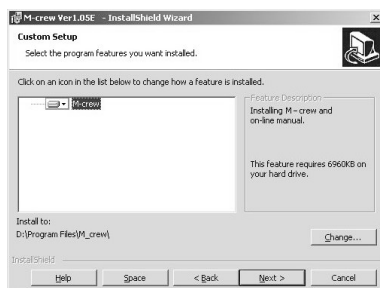 M-crew Ver1.05E - InstallShield Wizard
Custom Setup
Select the program features you want installed.
Click on an icon in the list below to change how a feature is installed.
M-crew
Feature Description
Installing M-crew and
on-line manual.
This feature requires 6960KB on
your hard drive.
Install to:
D:\Program Files\M_crew\
Change...
InstallShield
Help
Space
< Back
Next >
Cancel